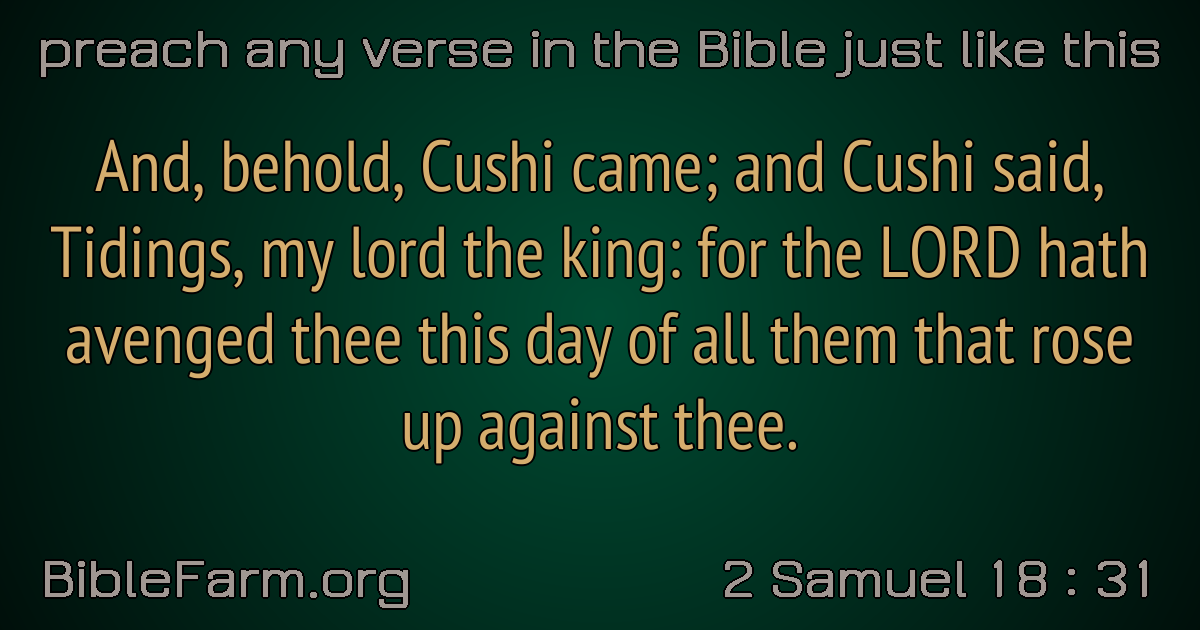 preach any verse in the Bible just like this
And, behold, Cushi came; and Cushi said,
Tidings, my lord the king: for the LORD hath
avenged thee this day of all them that rose
up against thee.
BibleFarm.org
2 Samuel 18 : 31